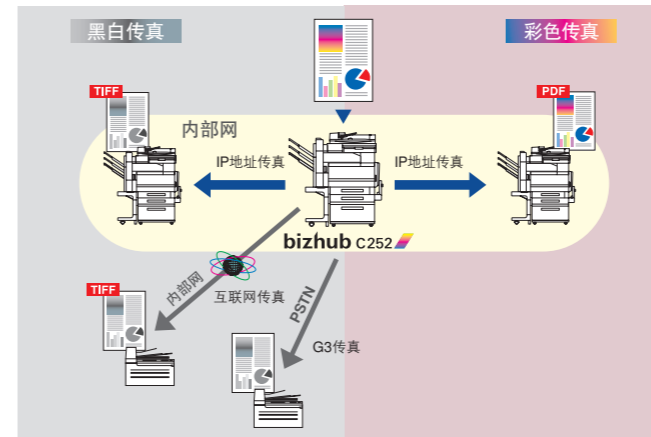 黑白传真
彩色传真
TIFF
PDF
内部网
IP地址传真
IP地址传真
bizhub C252
TIFF
内部网
互联网传真
PSTN
G3传真